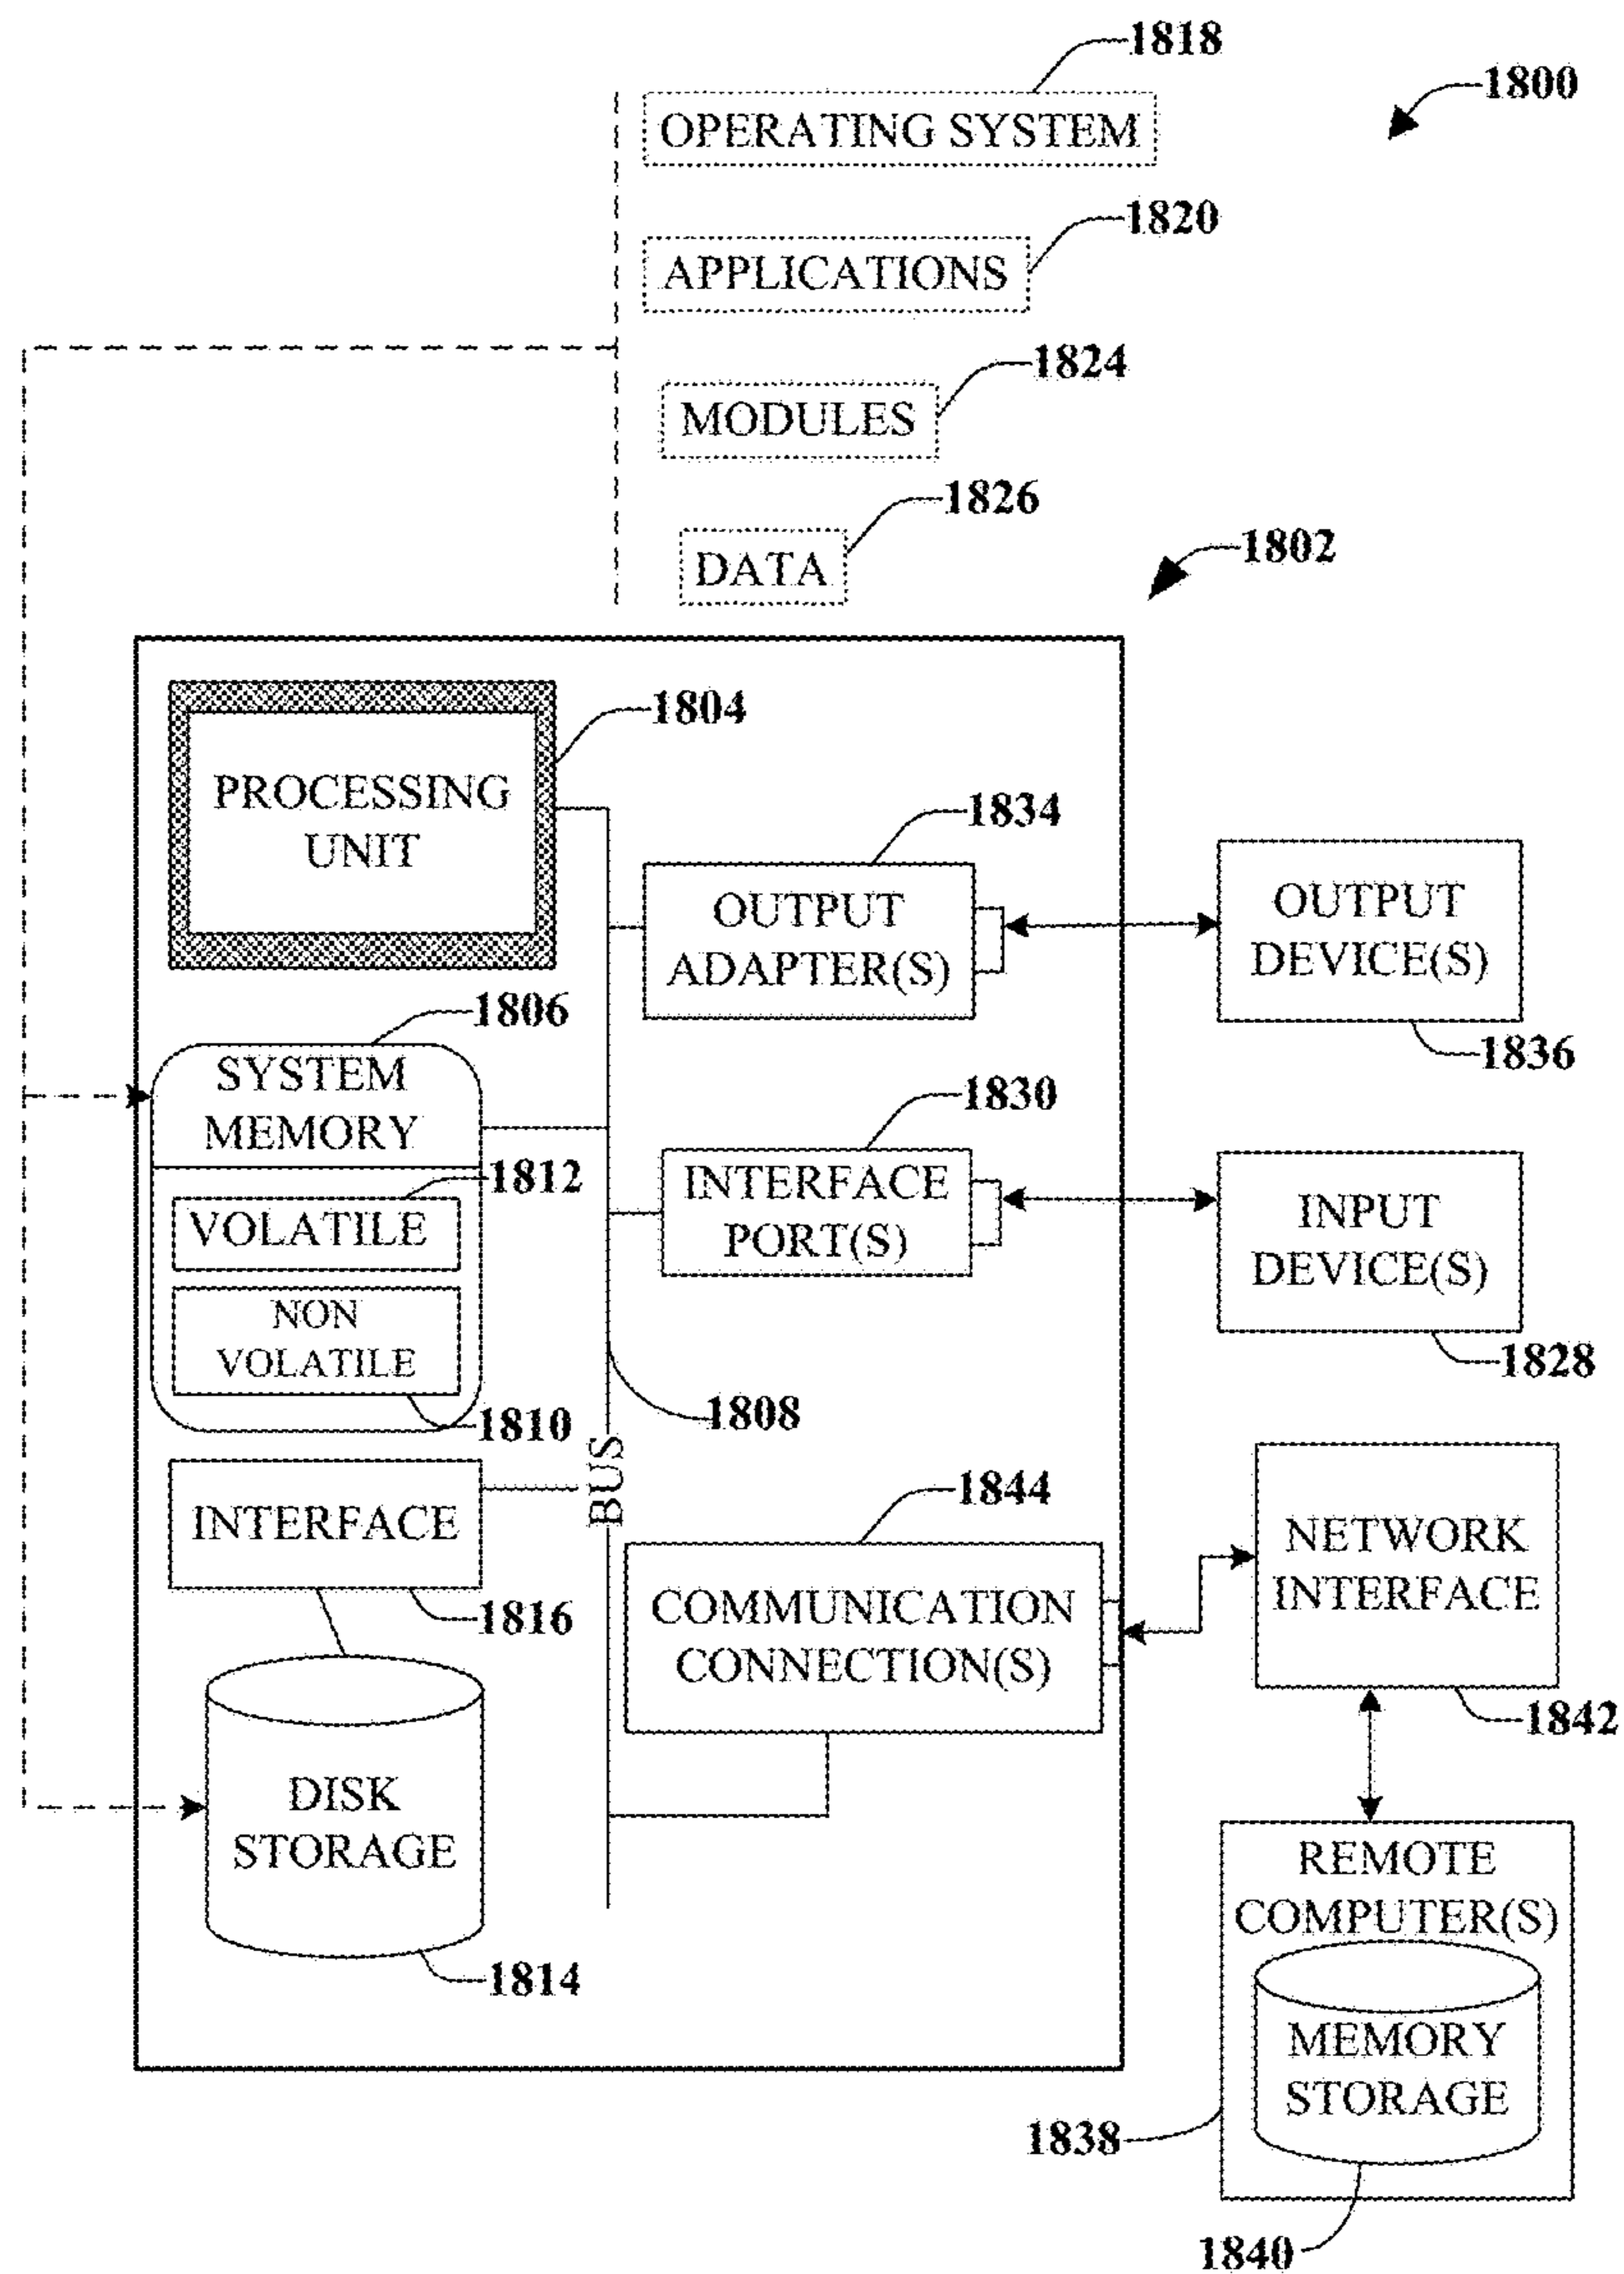 1818
1800
OPERATING SYSTEM
1820
APPLICATIONS
1824
MODULES
1826
DATA
1802
1804
PROCESSING
UNIT
1834
OUTPUT
ADAPTER(S)
OUTPUT
DEVICE(S)
1836
1806
SYSTEM
MEMORY
1812
VOLATILE
NON
VOLATILE
1810
1830
INTERFACE
PORT(S)
INPUT
DEVICE(S)
1828
1808
BUS
INTERFACE
1816
1844
COMMUNICATION
CONNECTION(S)
NETWORK
INTERFACE
1842
DISK
STORAGE
1814
REMOTE
COMPUTER(S)
MEMORY
STORAGE
1838
1840